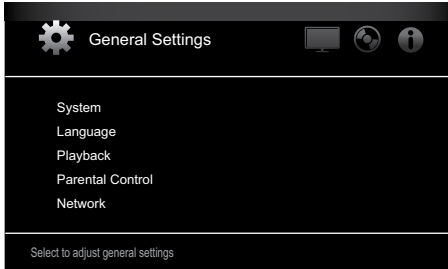 General Settings
System
Language
Playback
Parental Control
Network
Select to adjust general settings